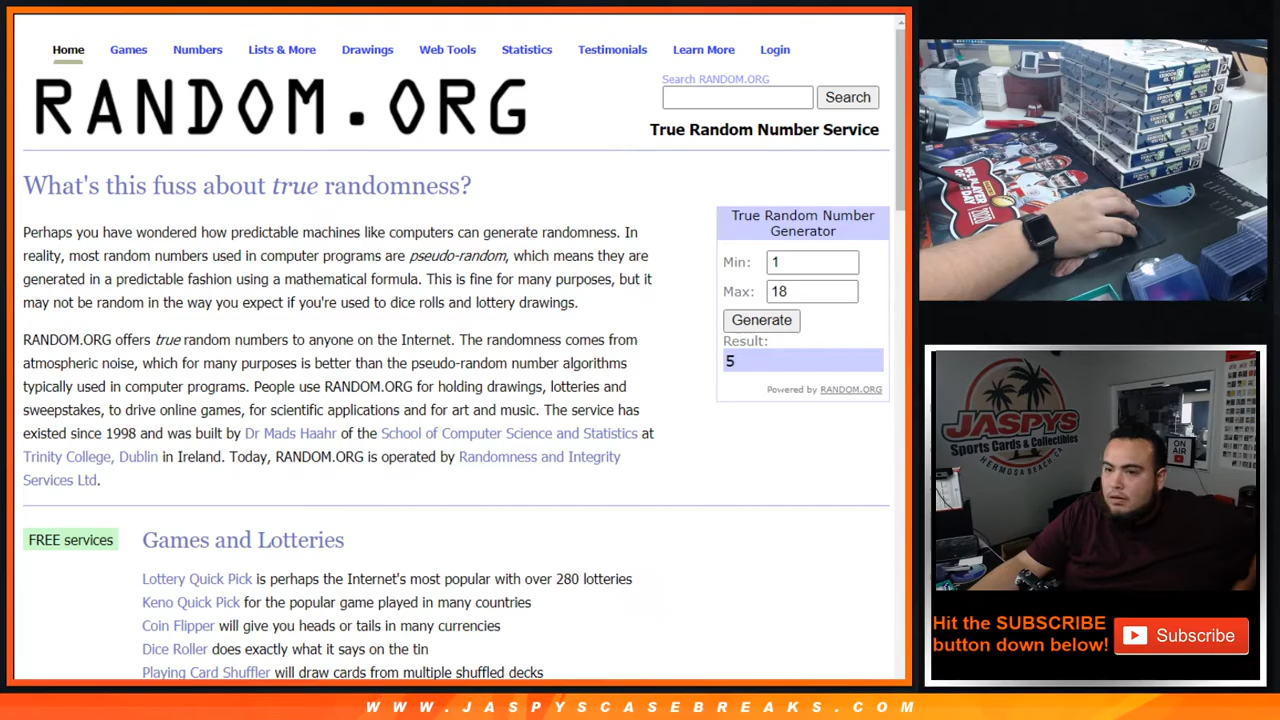 Home Games Numbers Lists & More Drawings Web Tools Statistics Testimonials Learn More Login
RANDOM.ORG
Search RANDOM.ORG
Search
True Random Number Service
What's this fuss about true randomness?
Perhaps you have wondered how predictable machines like computers can generate randomness. In
reality, most random numbers used in computer programs are pseudo-random, which means they are
generated in a predictable fashion using a mathematical formula. This is fine for many purposes, but it
may not be random in the way you expect if you're used to dice rolls and lottery drawings.
RANDOM.ORG offers true random numbers to anyone on the Internet. The randomness comes from
atmospheric noise, which for many purposes is better than the pseudo-random number algorithms
typically used in computer programs. People use RANDOM.ORG for holding drawings, lotteries and
sweepstakes, to drive online games, for scientific applications and for art and music. The service has
existed since 1998 and was built by Dr Mads Haahr of the School of Computer Science and Statistics at
Trinity College, Dublin in Ireland. Today, RANDOM.ORG is operated by Randomness and Integrity
Services Ltd.
True Random Number
Generator
Min: 1
Max: 18
Generate
Result:
5
Powered by RANDOM.ORG
FREE services
Games and Lotteries
Lottery Quick Pick is perhaps the Internet's most popular with over 280 lotteries
Keno Quick Pick for the popular game played in many countries
Coin Flipper will give you heads or tails in many currencies
Dice Roller does exactly what it says on the tin
Playing Card Shuffler will draw cards from multiple shuffled decks
NFL PLAYER
OF THE DAY
JASPYS
Sports Cards & Collectibles
HERMOSA BEACH, CA
ON
AIR
Hit the SUBSCRIBE
button down below!
Subscribe
WWW.JASPYSCASEBREAKS.COM